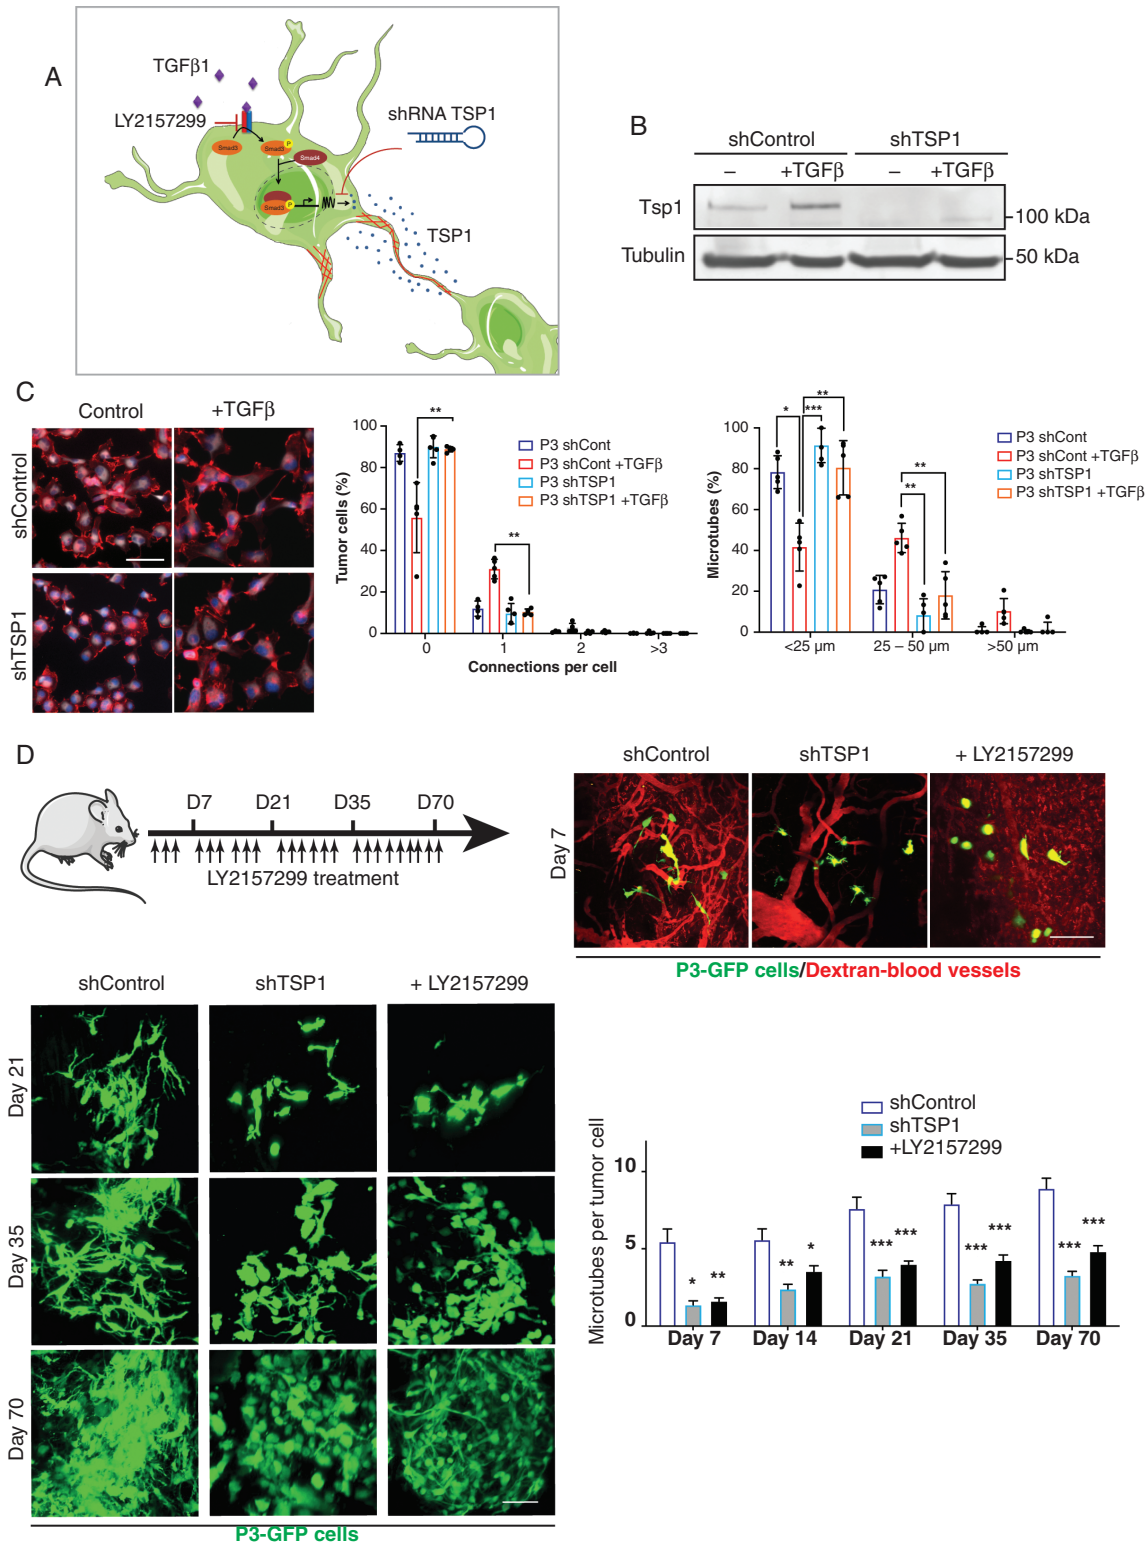 A
TGFβ1
LY2157299
shRNA TSP1
Smad3
Smad3
P
Smad4
Smad3
P
TSP1
B
shControl
shTSP1
–
+TGFβ
–
+TGFβ
Tsp1
100 kDa
Tubulin
50 kDa
C
Control
+TGFβ
shControl
shTSP1
Tumor cells (%)
100
80
60
40
20
0
**
**
P3 shCont
P3 shCont +TGFβ
P3 shTSP1
P3 shTSP1 +TGFβ
0
1
2
>3
Connections per cell
Microtubes (%)
100
80
60
40
20
0
*
***
**
**
**
P3 shCont
P3 shCont +TGFβ
P3 shTSP1
P3 shTSP1 +TGFβ
<25 µm
25 – 50 µm
>50 µm
D
D7
D21
D35
D70
LY2157299 treatment
shControl
shTSP1
+ LY2157299
Day 7
P3-GFP cells/Dextran-blood vessels
shControl
shTSP1
+ LY2157299
Day 21
Day 35
Day 70
P3-GFP cells
shControl
shTSP1
+LY2157299
Microtubes per tumor cell
10
5
0
*
**
**
*
***
***
***
***
***
***
Day 7
Day 14
Day 21
Day 35
Day 70